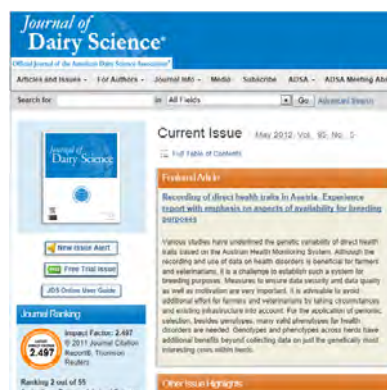 Journal of
Dairy Science®
Official Journal of the American Dairy Science Association®
Articles and Issues For Authors Journal Info Media Subscribe ADSA ADSA Meeting Abs
Search for in All Fields Go Advanced Search
Current Issue May 2012, Vol. 95, No. 5
Full Table of Contents
Journal of
Dairy Science
Featured Article
Recording of direct health traits in Austria. Experience
report with emphasis on aspects of availability for breeding
purposes
Various studies have underlined the genetic variability of direct health
traits based on the Austrian Health Monitoring System. Although the
recording and use of data on health disorders is beneficial for farmers
and veterinarians, it is a challenge to establish such a system for
breeding purposes. Measures to ensure data security and data quality
as well as motivation are very important. It is advisable to avoid
additional effort for farmers and veterinarians by taking circumstances
and existing infrastructures into account. For the application of genomic
selection, besides genotypes, many valid phenotypes for health
disorders are needed. Genotypes and phenotypes across herds have
additional benefits beyond collecting data on just the genetically most
interesting cows within herds.
New Issue Alert
Free Trial Issue
JDS Online User Guide
Journal Ranking
2.497
Impact Factor: 2.497
© 2011 Journal Citation
Reports®, Thomson
Reuters
Ranking 2 out of 55
Other Issue Highlights